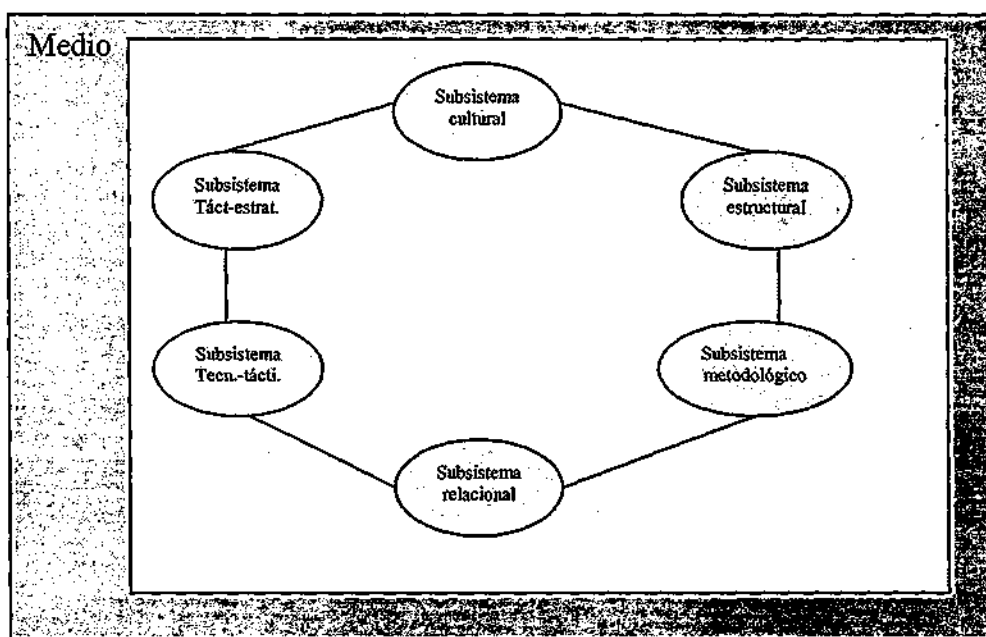 Medio
Subsistema
cultural
Subsistema
Táct-estrat.
Subsistema
estructural
Subsistema
Tecn.-tácti.
Subsistema
metodológico
Subsistema
relacional